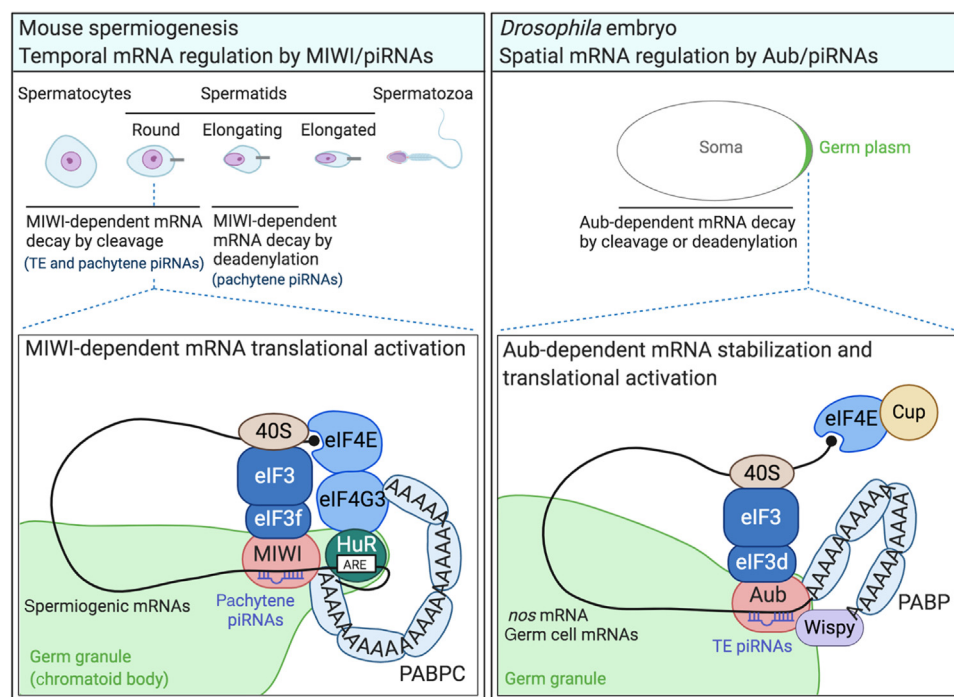 Mouse spermiogenesis
Temporal mRNA regulation by MIWI/piRNAs
Spermatocytes
Spermatids
Spermatozoa
Round
Elongating
Elongated
MIWI-dependent mRNA
decay by cleavage
(TE and pachytene piRNAs)
MIWI-dependent
mRNA decay by
deadenylation
(pachytene piRNAs)
MIWI-dependent mRNA translational activation
40S
eIF4E
eIF3
eIF4G3
AAAAA
eIF3f
MIWI
HuR
ARE
AAAAAAAAAAAAAAAAAAA
Spermiogenic mRNAs
Pachytene
piRNAs
Germ granule
(chromatoid body)
PABPC
Drosophila embryo
Spatial mRNA regulation by Aub/piRNAs
Soma
Germ plasm
Aub-dependent mRNA decay
by cleavage or deadenylation
Aub-dependent mRNA stabilization and
translational activation
eIF4E
Cup
40S
eIF3
eIF3d
Aub
AAAAAAAAA
AAAA
AAAAA
PABP
nos mRNA
Germ cell mRNAs
Wispy
TE piRNAs
Germ granule